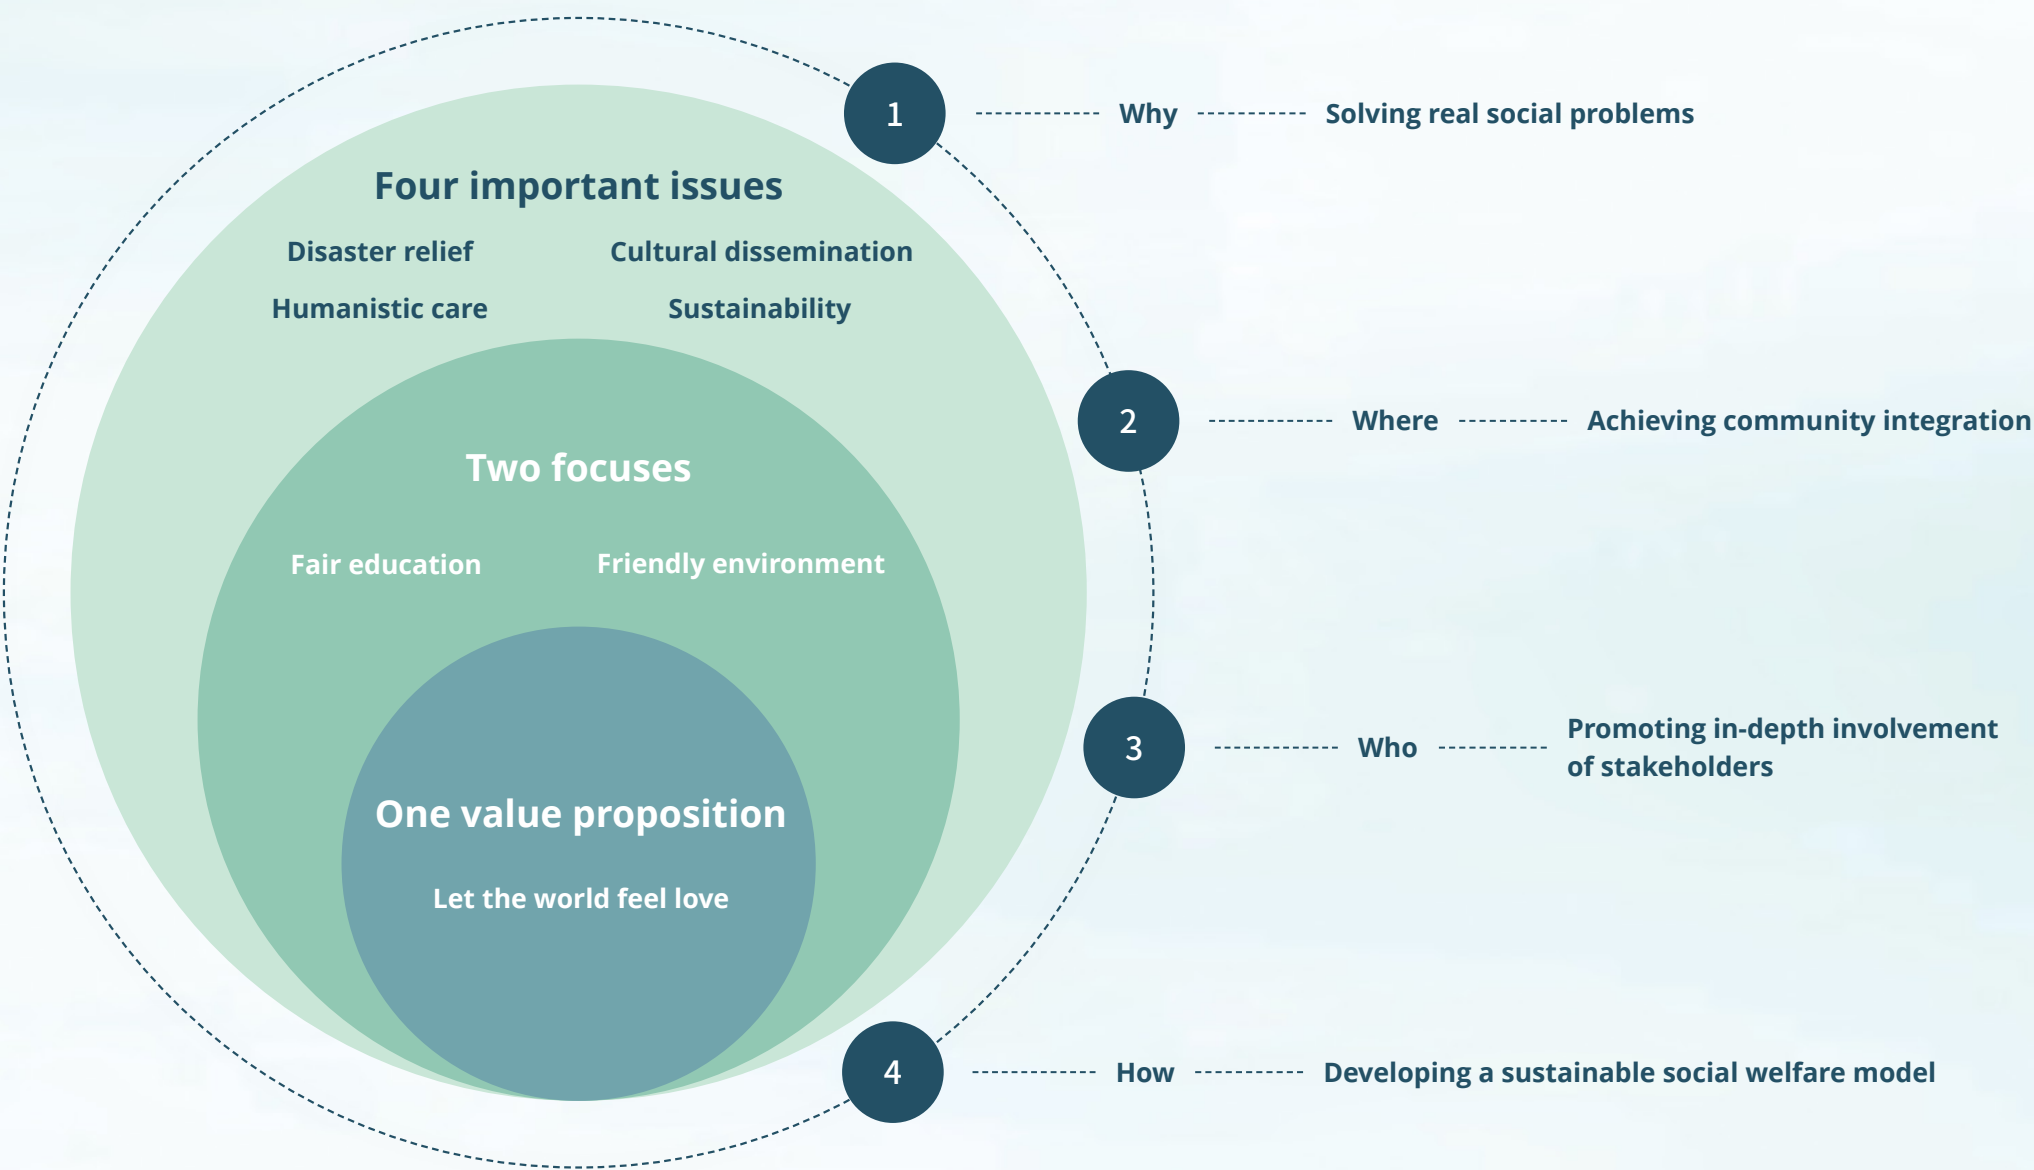 Four important issues
Disaster relief
Cultural dissemination
Humanistic care
Sustainability
Two focuses
Fair education
Friendly environment
One value proposition
Let the world feel love
1
Why
Solving real social problems
2
Where
Achieving community integration
3
Who
Promoting in-depth involvement
of stakeholders
4
How
Developing a sustainable social welfare model